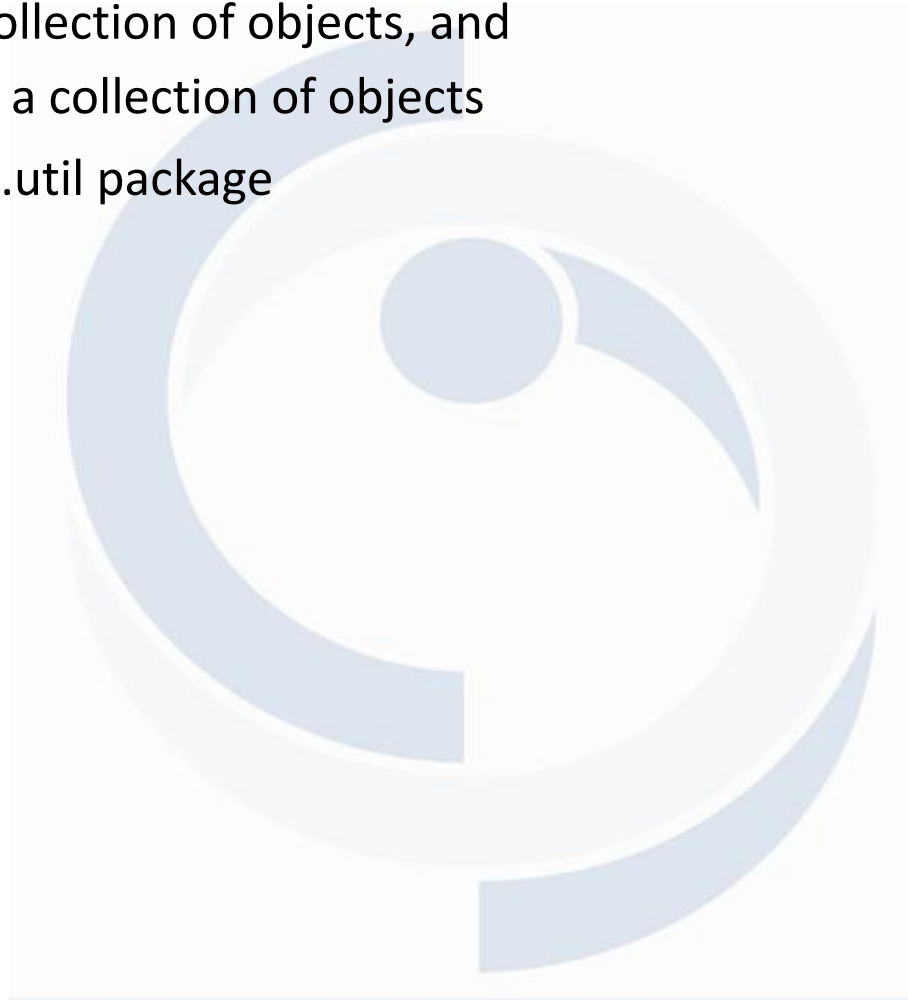 ollection of objects, and
a collection of objects
.util package